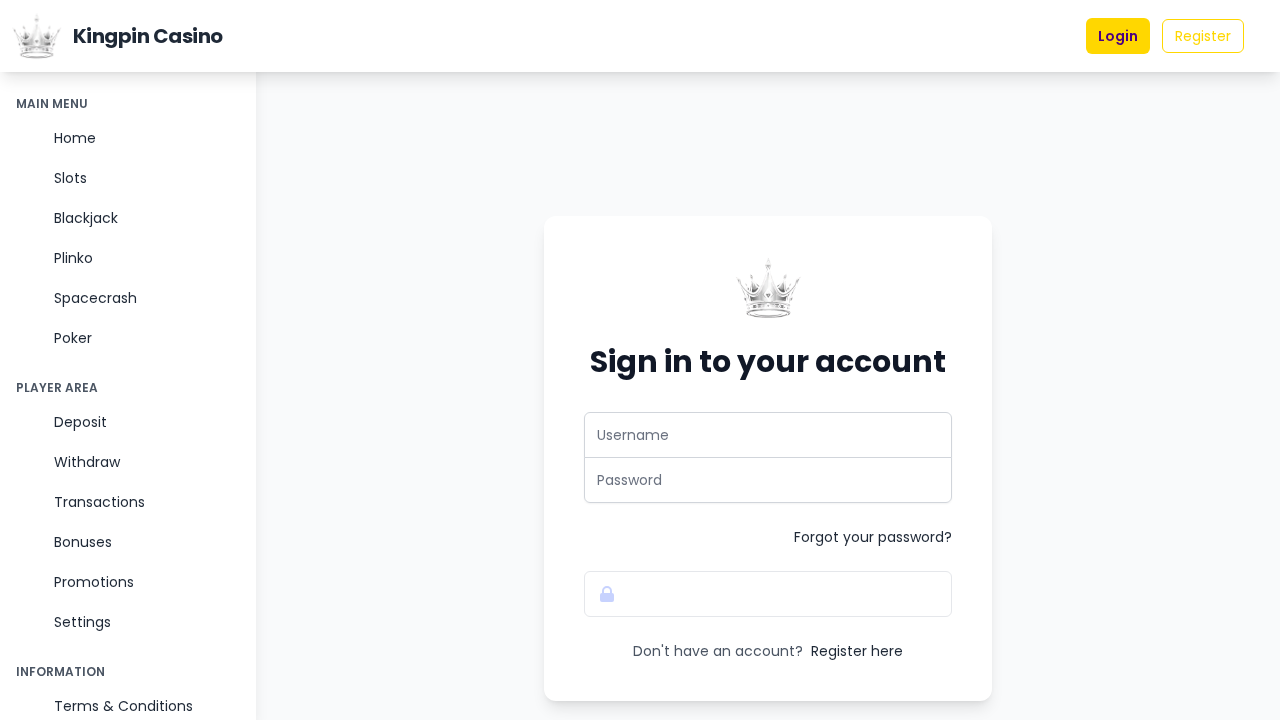 Kingpin Casino
Login
Register
MAIN MENU
Home
Slots
Blackjack
Plinko
Spacecrash
Poker
PLAYER AREA
Deposit
Withdraw
Transactions
Bonuses
Promotions
Settings
INFORMATION
Terms & Conditions
Sign in to your account
Username
Password
Forgot your password?
Don't have an account? Register here